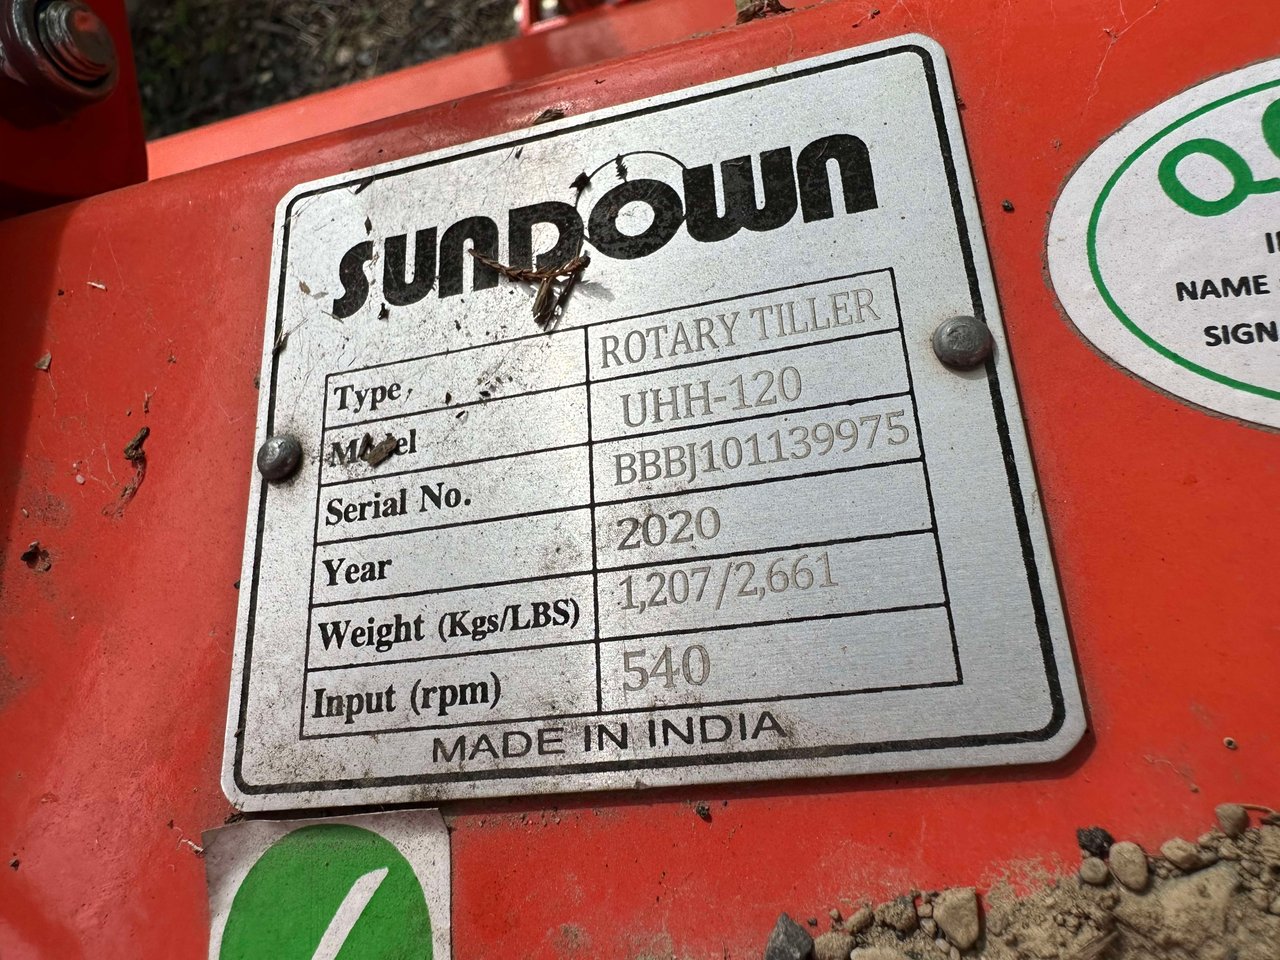 SUNDOWN
Type ROTARY TILLER
Model UHH-120
Serial No. BBBJ101139975
Year 2020
Weight (Kgs/LBS) 1,207/2,661
Input (rpm) 540
MADE IN INDIA
NAME
SIGN